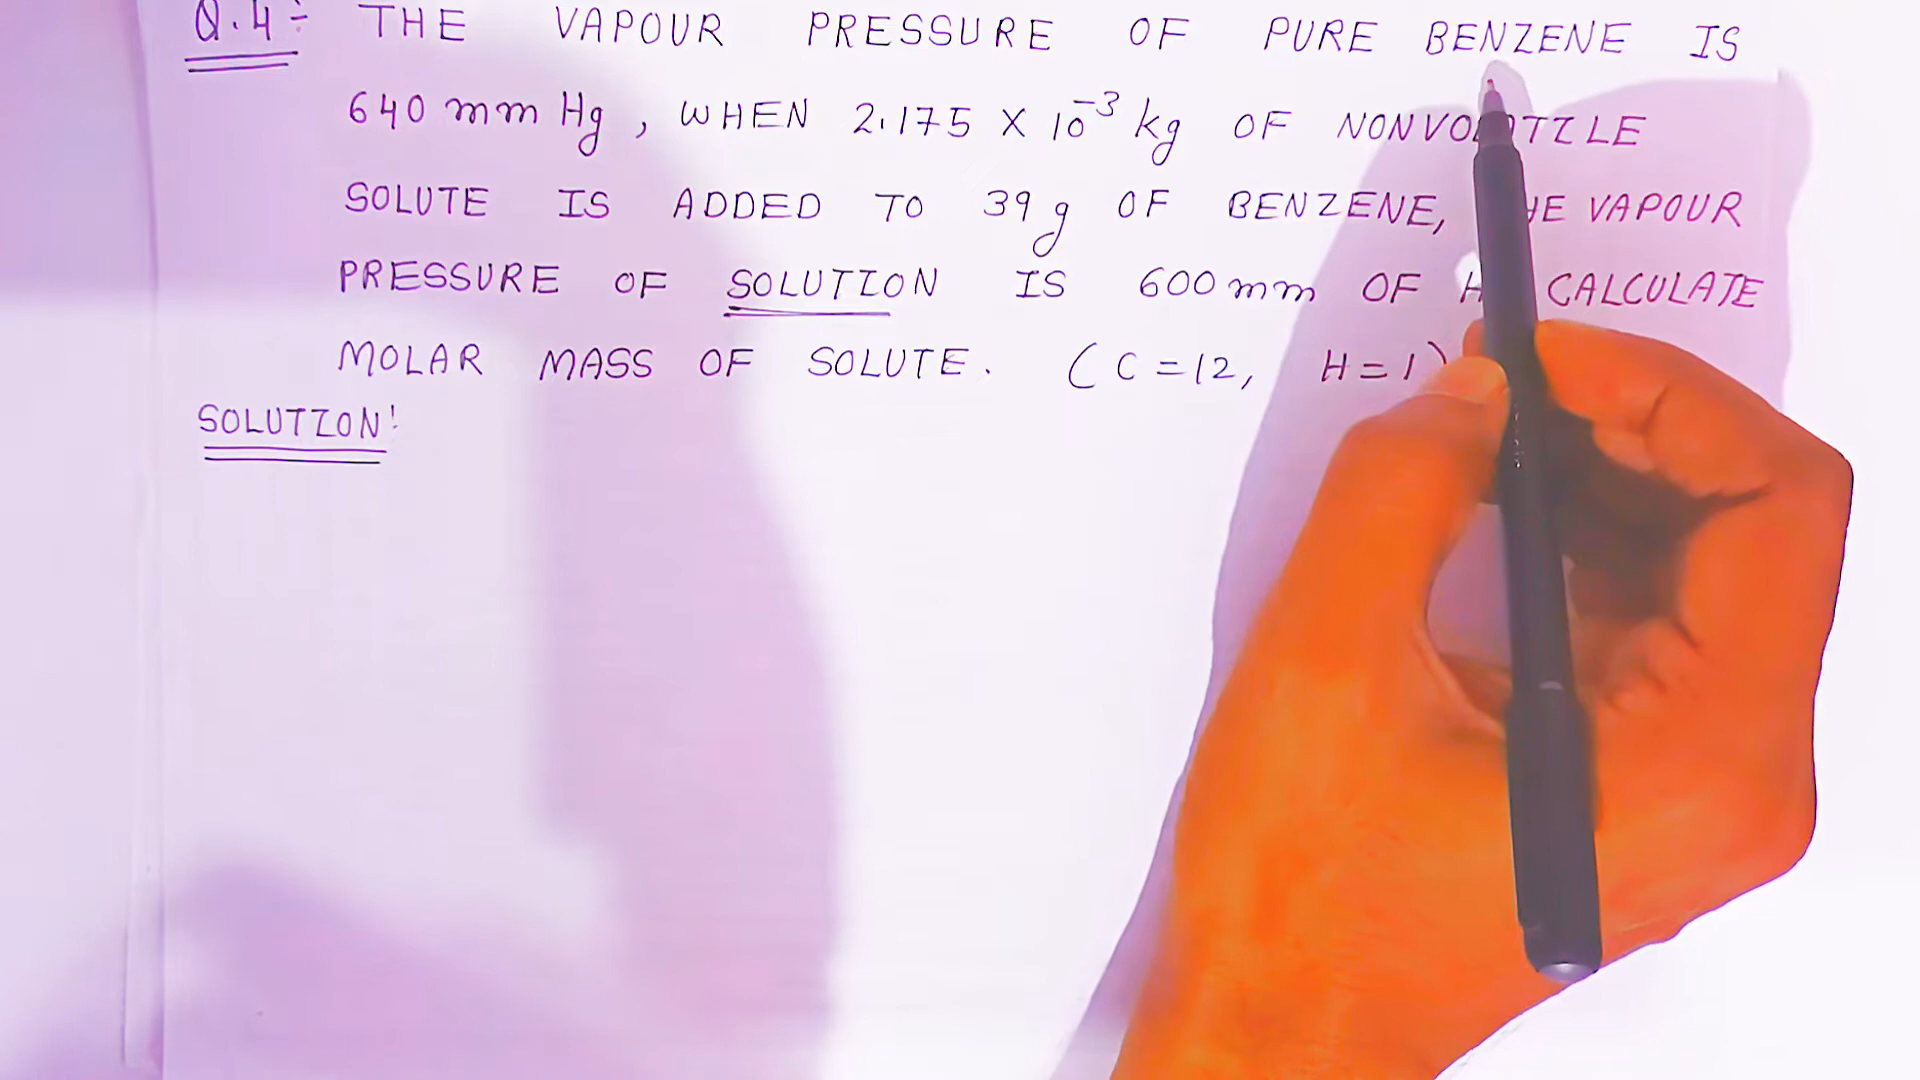 Q.4÷ THE VAPOUR PRESSURE OF PURE BENZENE IS
640 mm Hg, WHEN 2.175 X 10⁻³ kg OF NONVOLATILE
SOLUTE IS ADDED TO 39 g OF BENZENE, VAPOUR
PRESSURE OF SOLUTION IS 600 mm OF CALCULATE
MOLAR MASS OF SOLUTE. (C=12, H=1)
SOLUTION!